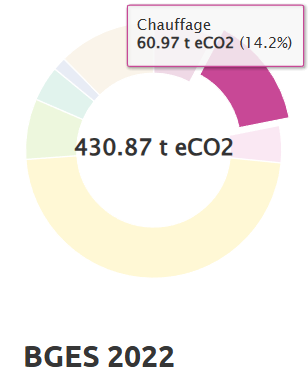 Chauffage
60.97 t eCO2 (14.2%)
430.87 t eCO2
BGES 2022